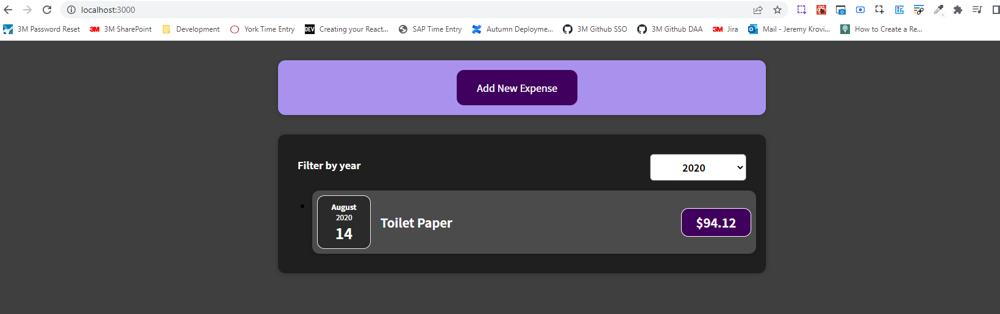 localhost:3000
3M Password Reset 3M 3M SharePoint Development York Time Entry DEV Creating your React... SAP Time Entry Autumn Deployme... 3M Github SSO 3M Github DAA 3M Jira Mail - Jeremy Krovi... How to Create a Re...
Add New Expense
Filter by year
2020
August
2020
14
Toilet Paper
$94.12